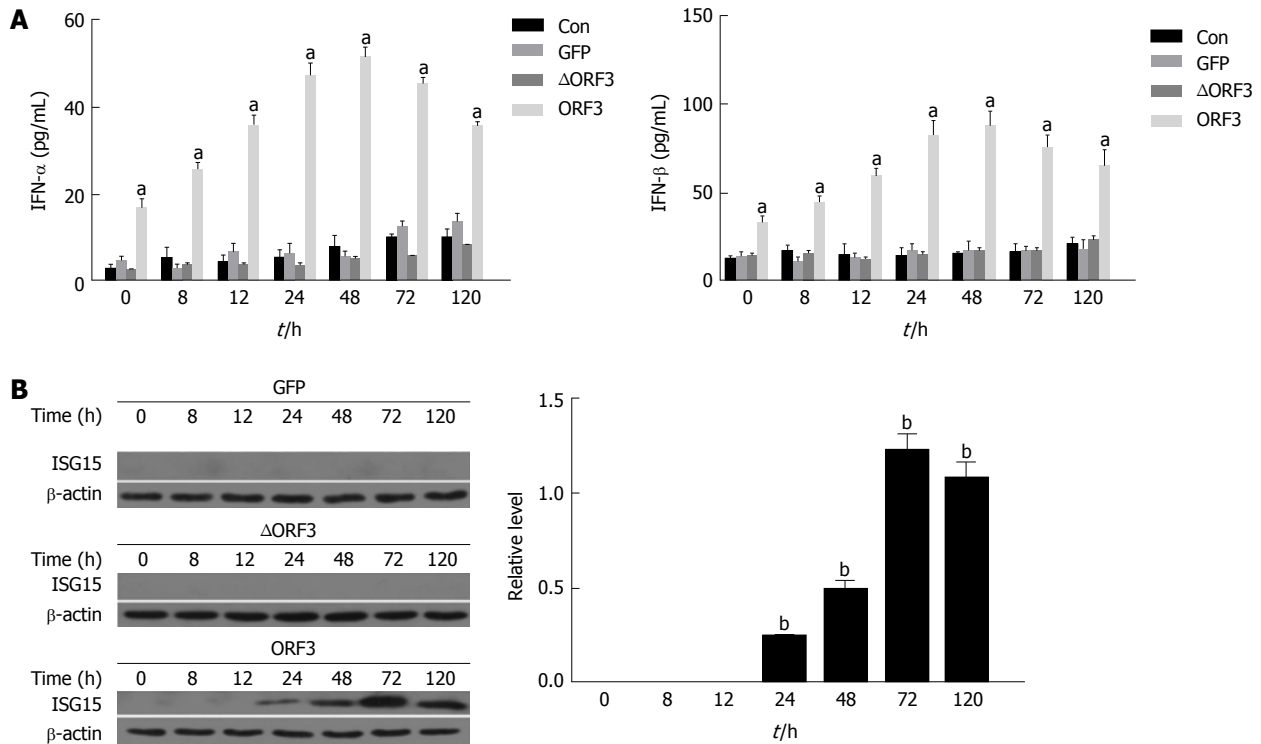 A
60
40
20
0
IFN-α (pg/mL)
a a a a a a a
0 8 12 24 48 72 120
t/h
Con
GFP
ΔORF3
ORF3
150
100
50
0
IFN-β (pg/mL)
a a a a a a a
0 8 12 24 48 72 120
t/h
Con
GFP
ΔORF3
ORF3
B
GFP
Time (h) 0 8 12 24 48 72 120
ISG15
β-actin
ΔORF3
Time (h) 0 8 12 24 48 72 120
ISG15
β-actin
ORF3
Time (h) 0 8 12 24 48 72 120
ISG15
β-actin
1.5
1.0
0.5
0.0
Relative level
b b b b
0 8 12 24 48 72 120
t/h